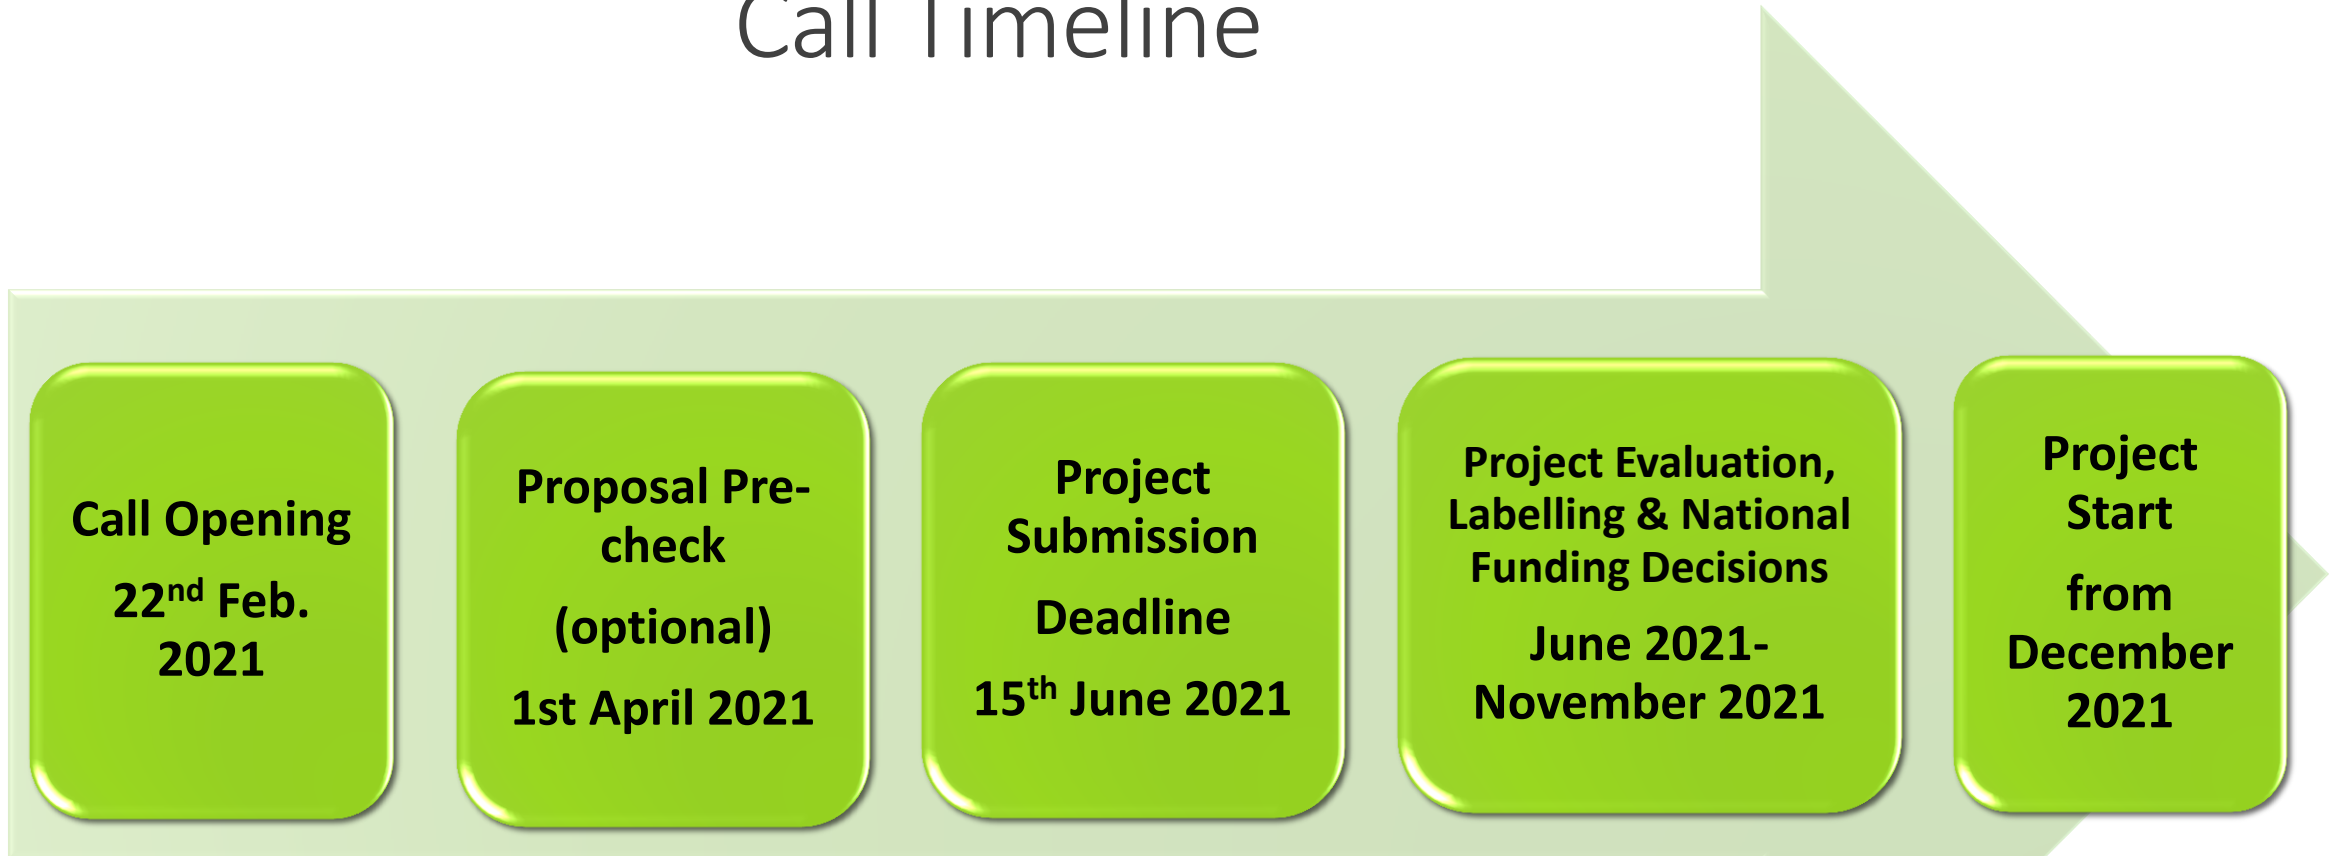 Call Timeline
Call Opening
22nd Feb.
2021
Proposal Pre-
check
(optional)
1st April 2021
Project
Submission
Deadline
15th June 2021
Project Evaluation,
Labelling & National
Funding Decisions
June 2021-
November 2021
Project
Start
from
December
2021